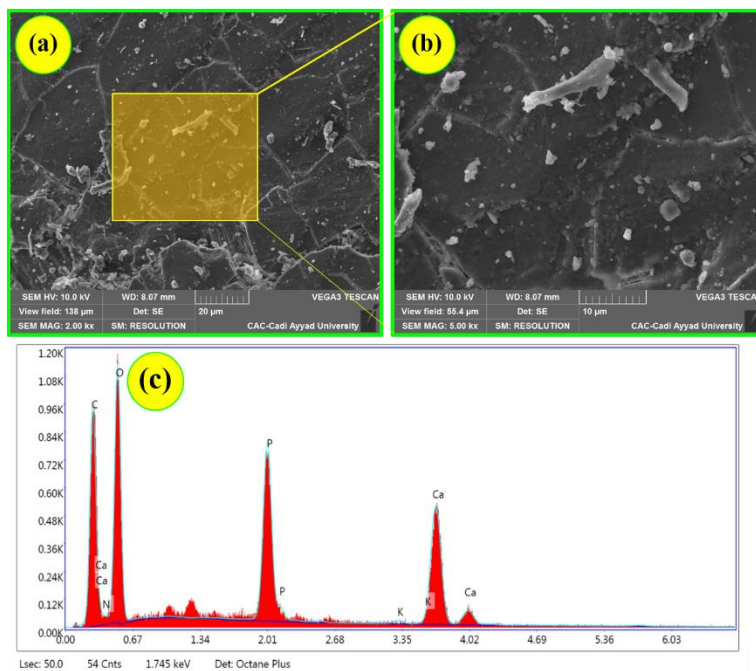 (a)
SEM HV: 10.0 kV WD: 8.07 mm VEGA3 TESCAN
View field: 138 µm Det: SE 20 µm
SEM MAG: 2.00 kx SM: RESOLUTION CAC-Cadi Ayyad University
(b)
SEM HV: 10.0 kV WD: 8.07 mm VEGA3 TESCAN
View field: 55.4 µm Det: SE 10 µm
SEM MAG: 5.00 kx SM: RESOLUTION CAC-Cadi Ayyad University
(c)
1.20K
1.08K
0.96K
0.84K
0.72K
0.60K
0.48K
0.36K
0.24K
0.12K
0.00K
C
O
Ca
Ca
N
P
P
K
K
Ca
Ca
0.00 0.67 1.34 2.01 2.68 3.35 4.02 4.69 5.36 6.03
Lsec: 50.0 54 Cnts 1.745 keV Det: Octane Plus